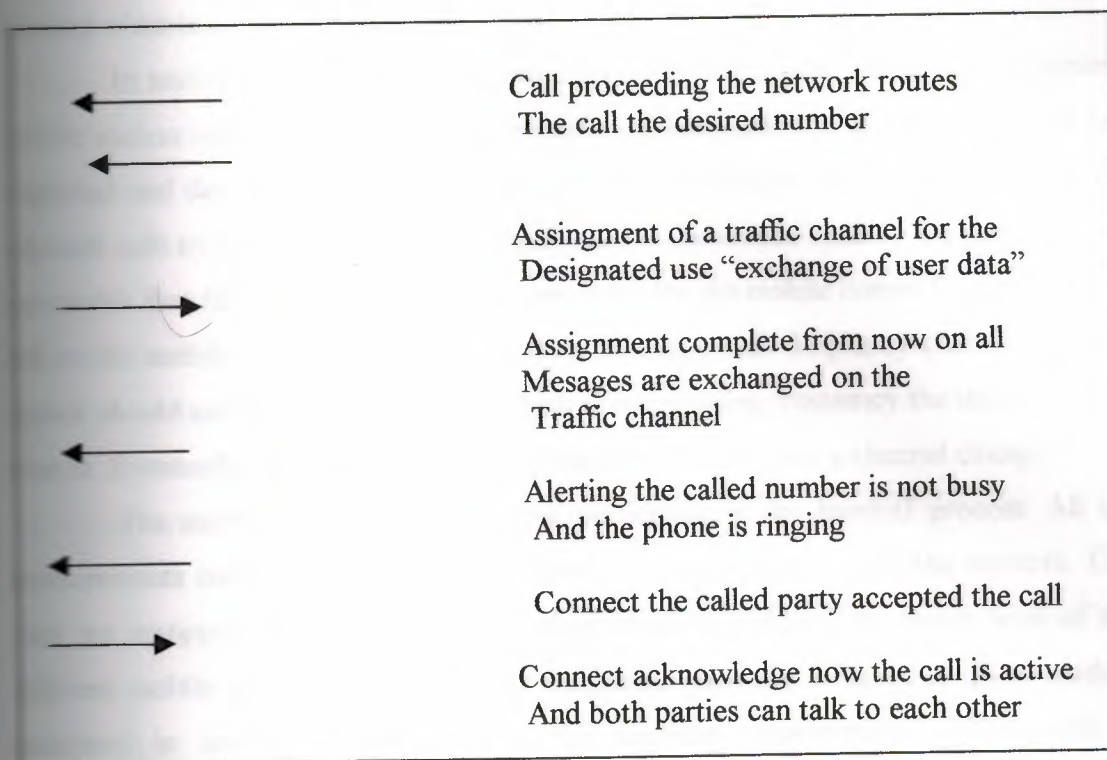 Call proceeding the network routes
The call the desired number
Assingment of a traffic channel for the
Designated use “exchange of user data”
Assignment complete from now on all
Mesages are exchanged on the
Traffic channel
Alerting the called number is not busy
And the phone is ringing
Connect the called party accepted the call
Connect acknowledge now the call is active
And both parties can talk to each other